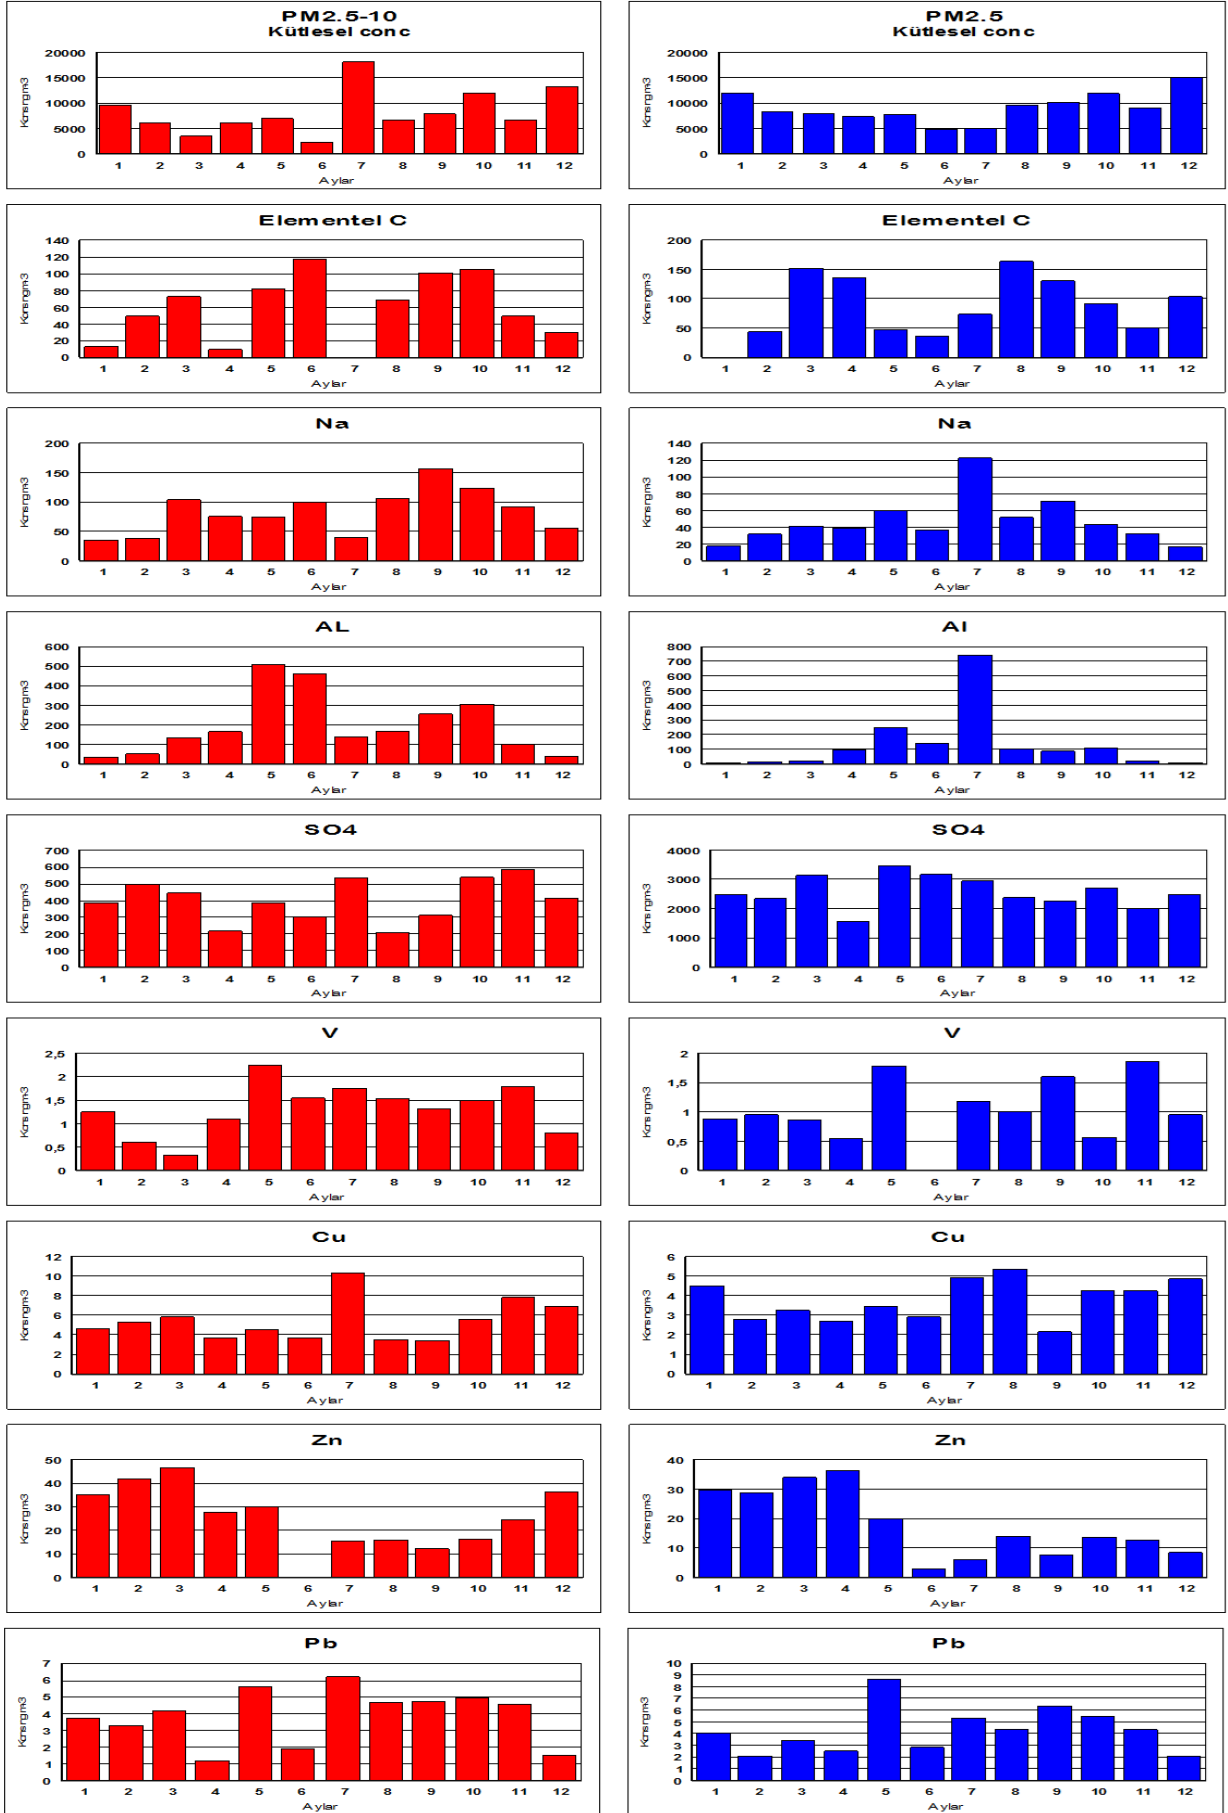 PM2.5-10
Kütlesel conc
Kons ngm3
20000
15000
10000
5000
0
1 2 3 4 5 6 7 8 9 10 11 12
Aylar
PM2.5
Kütlesel conc
Kons ngm3
20000
15000
10000
5000
0
1 2 3 4 5 6 7 8 9 10 11 12
Aylar
Elementel C
Kons ngm3
140
120
100
80
60
40
20
0
1 2 3 4 5 6 7 8 9 10 11 12
Aylar
Elementel C
Kons ngm3
200
150
100
50
0
1 2 3 4 5 6 7 8 9 10 11 12
Aylar
Na
Kons ngm3
200
150
100
50
0
1 2 3 4 5 6 7 8 9 10 11 12
Aylar
Na
Kons ngm3
140
120
100
80
60
40
20
0
1 2 3 4 5 6 7 8 9 10 11 12
Aylar
AL
Kons ngm3
600
500
400
300
200
100
0
1 2 3 4 5 6 7 8 9 10 11 12
Aylar
Al
Kons ngm3
800
700
600
500
400
300
200
100
0
1 2 3 4 5 6 7 8 9 10 11 12
Aylar
SO4
Kons ngm3
700
600
500
400
300
200
100
0
1 2 3 4 5 6 7 8 9 10 11 12
Aylar
SO4
Kons ngm3
4000
3000
2000
1000
0
1 2 3 4 5 6 7 8 9 10 11 12
Aylar
V
Kons ngm3
2,5
2
1,5
1
0,5
0
1 2 3 4 5 6 7 8 9 10 11 12
Aylar
V
Kons ngm3
2
1,5
1
0,5
0
1 2 3 4 5 6 7 8 9 10 11 12
Aylar
Cu
Kons ngm3
12
10
8
6
4
2
0
1 2 3 4 5 6 7 8 9 10 11 12
Aylar
Cu
Kons ngm3
6
5
4
3
2
1
0
1 2 3 4 5 6 7 8 9 10 11 12
Aylar
Zn
Kons ngm3
50
40
30
20
10
0
1 2 3 4 5 6 7 8 9 10 11 12
Aylar
Zn
Kons ngm3
40
30
20
10
0
1 2 3 4 5 6 7 8 9 10 11 12
Aylar
Pb
Kons ngm3
7
6
5
4
3
2
1
0
1 2 3 4 5 6 7 8 9 10 11 12
Aylar
Pb
Kons ngm3
10
9
8
7
6
5
4
3
2
1
0
1 2 3 4 5 6 7 8 9 10 11 12
Aylar